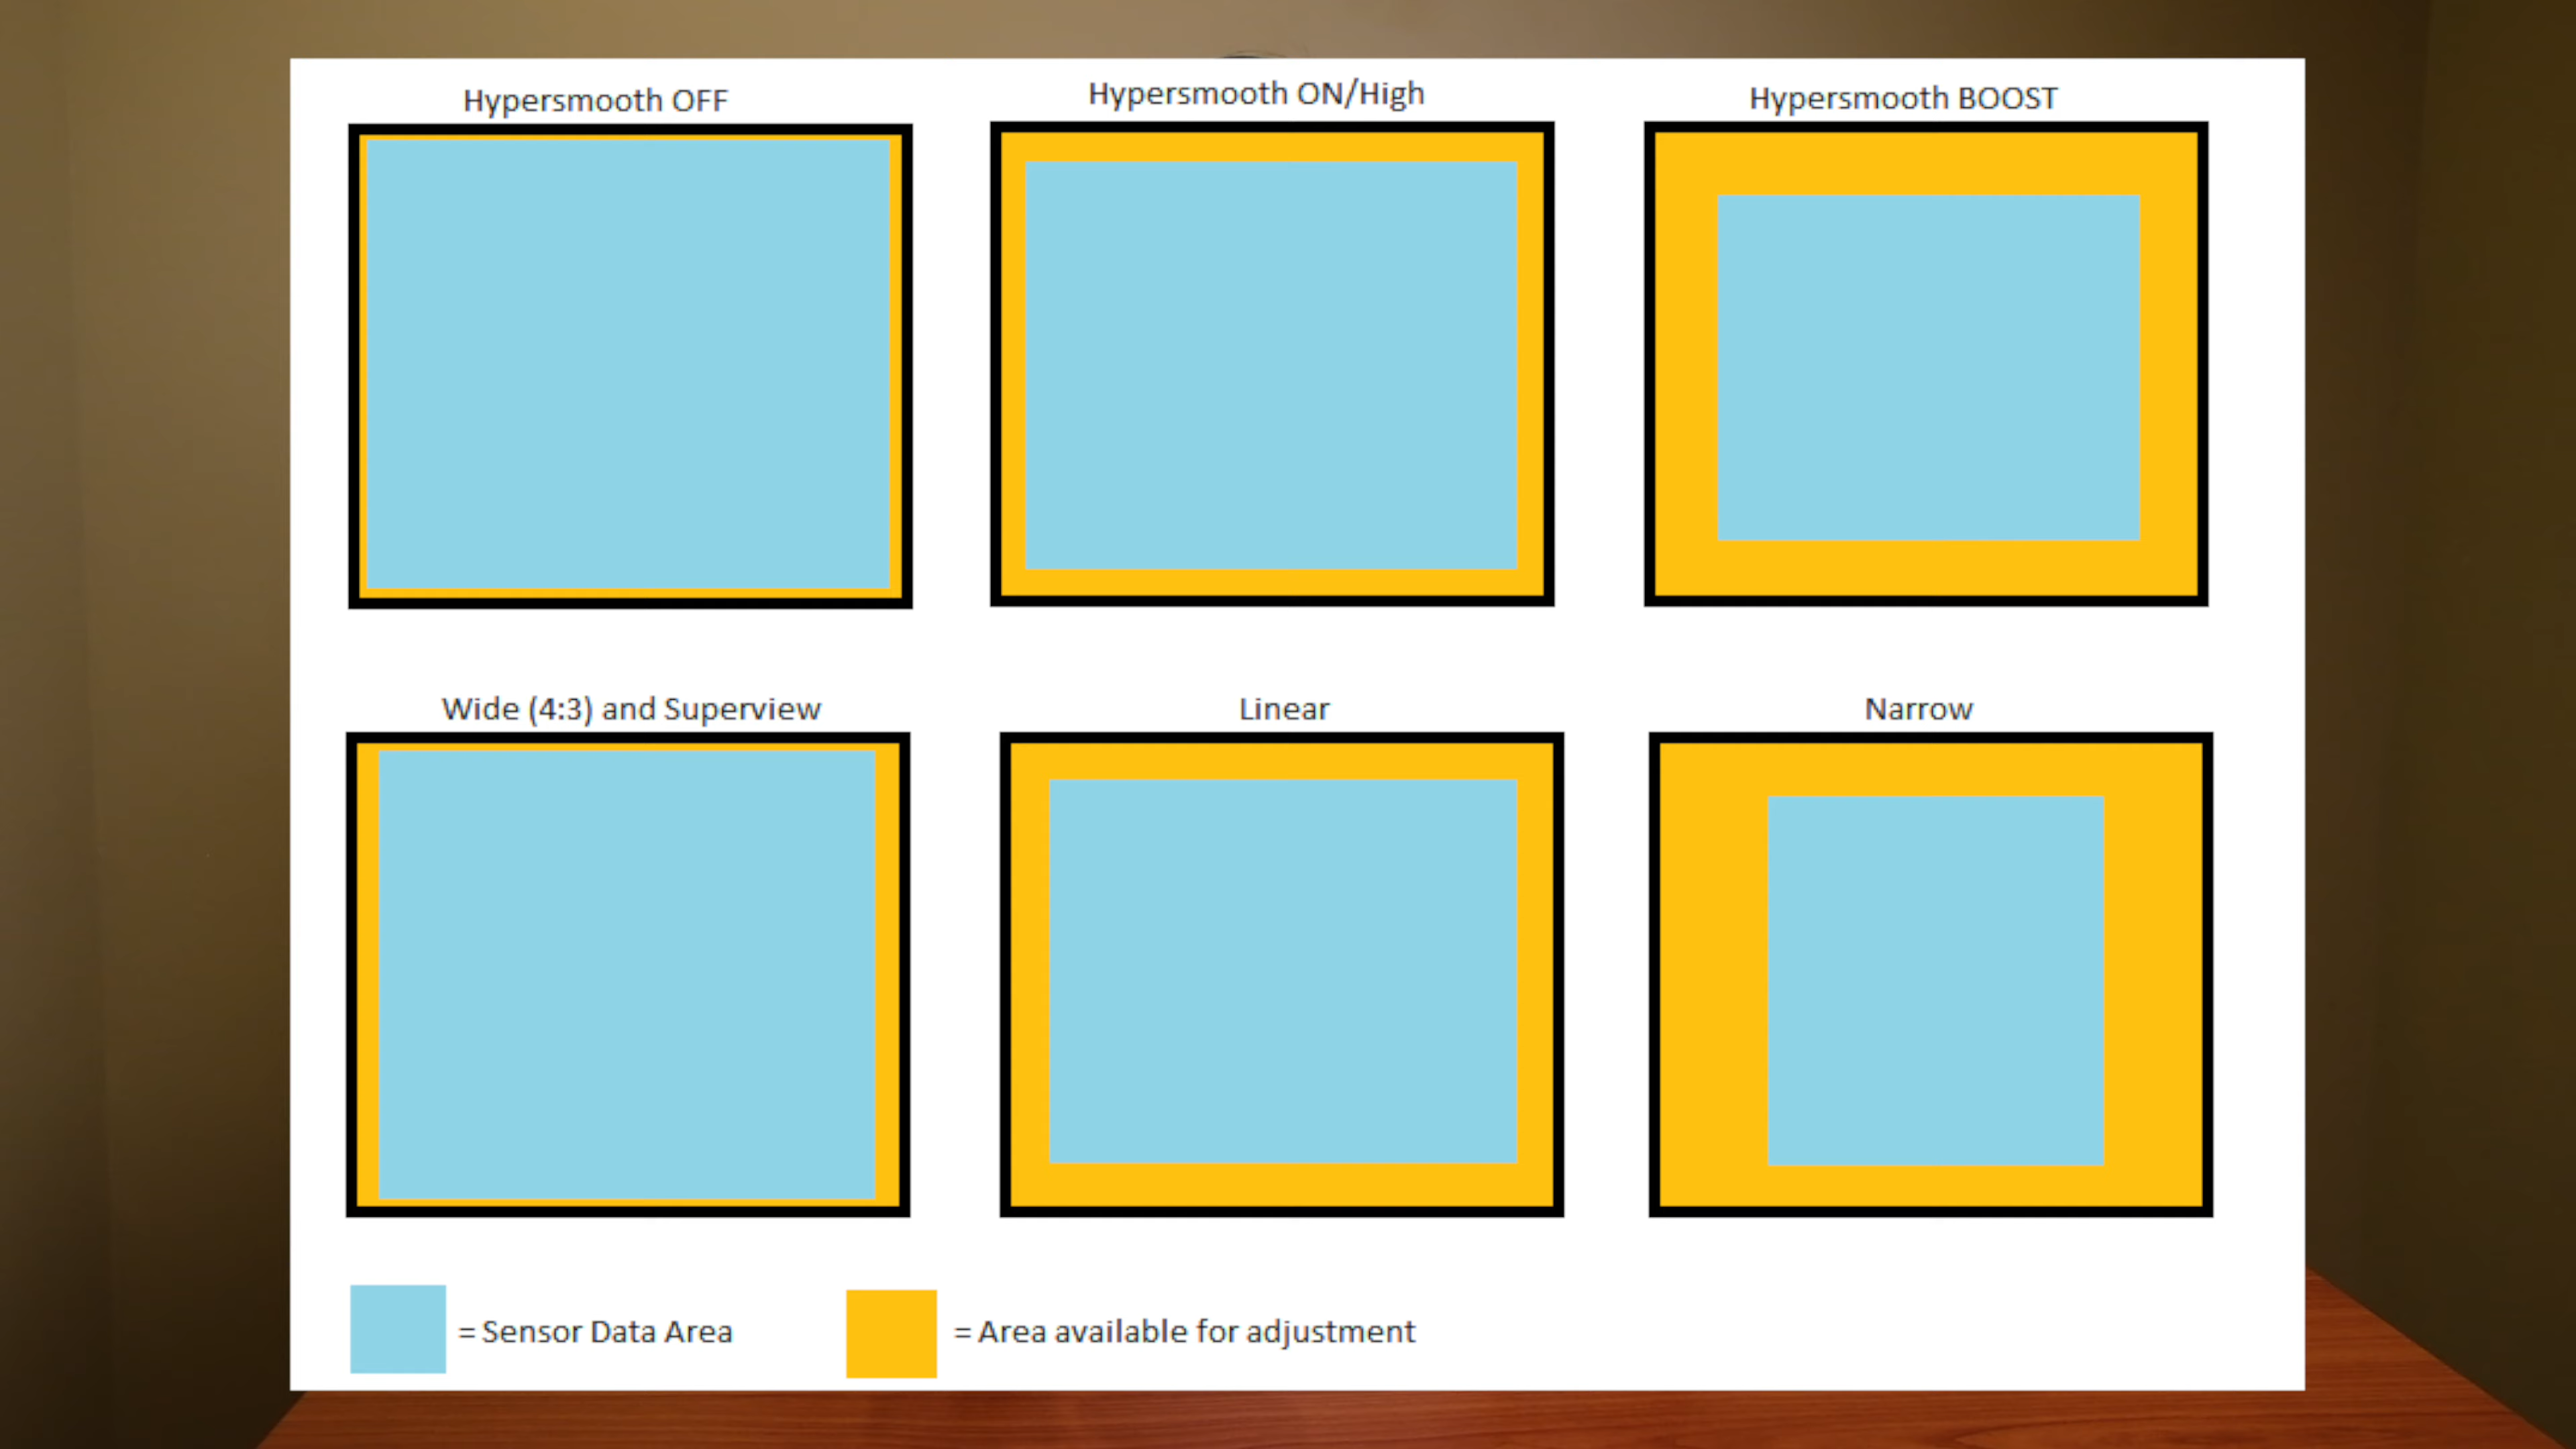 Hypersmooth OFF
Hypersmooth ON/High
Hypersmooth BOOST
Wide (4:3) and Superview
Linear
Narrow
= Sensor Data Area
= Area available for adjustment